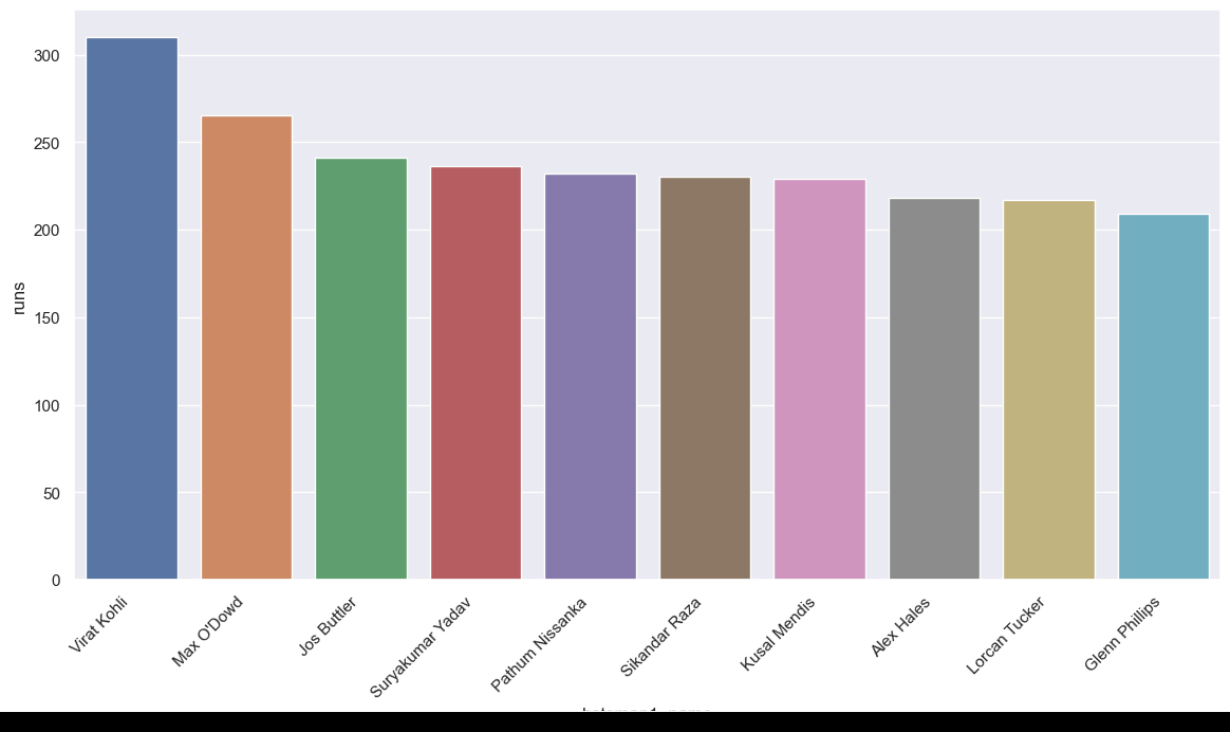 300
250
200
150
100
50
0
runs
Virat Kohli
Max O'Dowd
Jos Buttler
Suryakumar Yadav
Pathum Nissanka
Sikandar Raza
Kusal Mendis
Alex Hales
Lorcan Tucker
Glenn Phillips